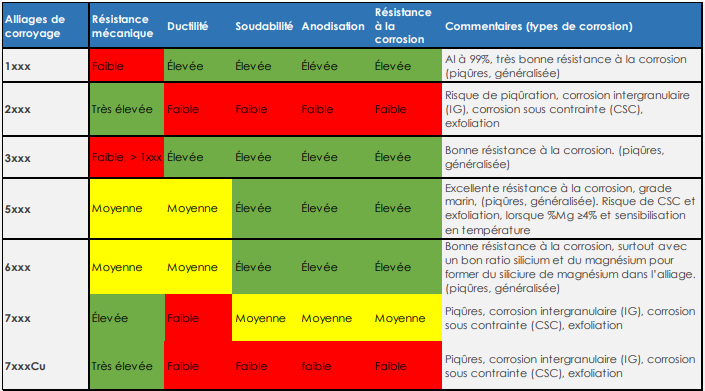 Alliages de corroyage Résistance mécanique Ductilité Soudabilité Anodisation Résistance à la corrosion Commentaires (types de corrosion)
1xxx Faible Élevée Élevée Élévée Élevée Al à 99%, très bonne résistance à la corrosion
(piqûres, généralisée)
2xxx Très élevée Faible Faible Faible Faible Risque de piqûration, corrosion intergranulaire
(IG), corrosion sous contrainte (CSC),
exfoliation
3xxx Faible, > 1xxx Élevée Élevée Élevée Élevée Bonne résistance à la corrosion. (piqûres,
généralisée)
5xxx Moyenne Moyenne Élevée Élevée Élevée Excellente résistance à la corrosion, grade
marin, (piqûres, généralisée). Risque de CSC et
exfoliation, lorsque %Mg ≥4% et sensibilisation
en température
6xxx Moyenne Moyenne Élevée Élevée Élevée Bonne résistance à la corrosion, surtout avec
un bon ratio silicium et du magnésium pour
former du siliciure de magnésium dans l'alliage.
(piqûres, généralisée)
7xxx Élevée Faible Moyenne Moyenne Moyenne Piqûres, corrosion intergranulaire (IG), corrosion
sous contrainte (CSC), exfoliation
7xxxCu Très élevée Faible Faible faible Faible Piqûres, corrosion intergranulaire (IG), corrosion
sous contrainte (CSC), exfoliation